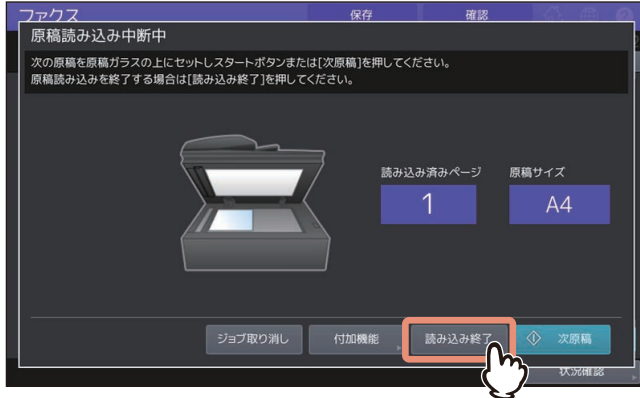 ファクス
保存
確認
原稿読み込み中断中
次の原稿を原稿ガラスの上にセットしスタートボタンまたは[次原稿]を押してください。
原稿読み込みを終了する場合は[読み込み終了]を押してください。
読み込み済みページ
原稿サイズ
1
A4
ジョブ取り消し
付加機能
読み込み終了
次原稿
状況確認